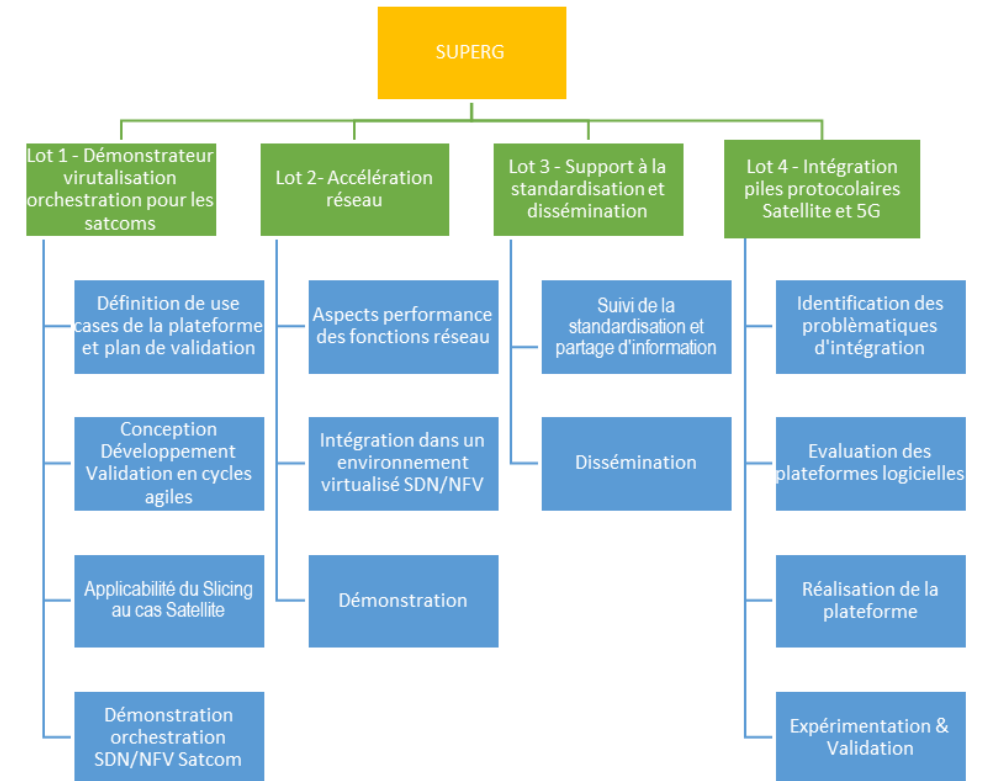 SUPERG
Lot 1 - Démonstrateur
virutalisation
orchestration pour les
satcoms
Lot 2- Accélération
réseau
Lot 3 - Support à la
standardisation et
dissémination
Lot 4 - Intégration
piles protocolaires
Satellite et 5G
Définition de use
cases de la plateforme
et plan de validation
Conception
Développement
Validation en cycles
agiles
Applicabilité du Slicing
au cas Satellite
Démonstration
orchestration
SDN/NFV Satcom
Aspects performance
des fonctions réseau
Intégration dans un
environnement
virtualisé SDN/NFV
Démonstration
Suivi de la
standardisation et
partage d'information
Dissémination
Identification des
problèmatiques
d'intégration
Evaluation des
plateformes logicielles
Réalisation de la
plateforme
Expérimentation &
Validation